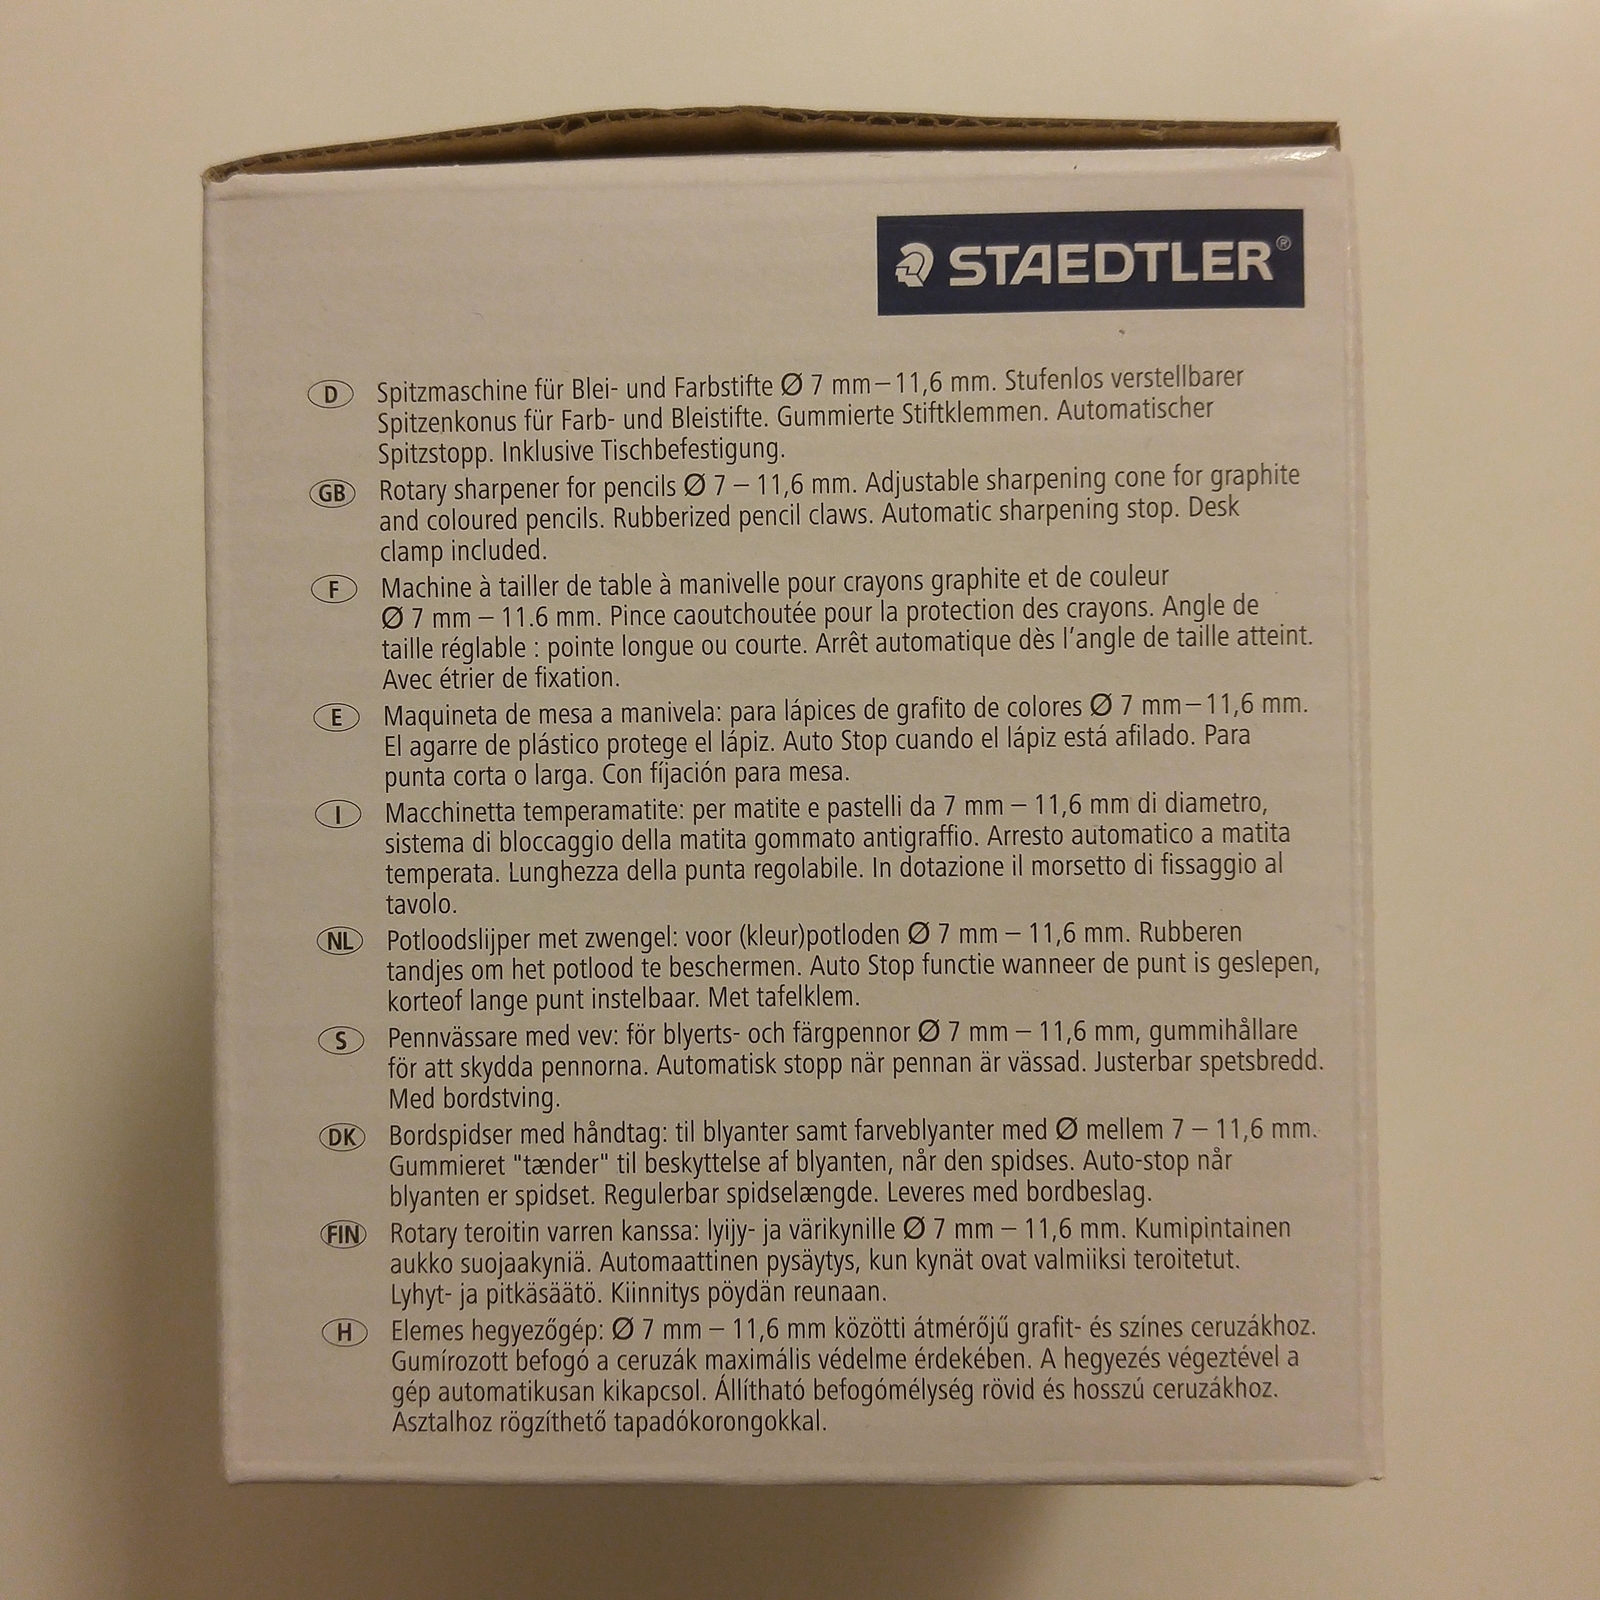 STAEDTLER®
D Spitzmaschine für Blei- und Farbstifte Ø 7 mm – 11,6 mm. Stufenlos verstellbarer
Spitzenkonus für Farb- und Bleistifte. Gummierte Stiftklemmen. Automatischer
Spitzstopp. Inklusive Tischbefestigung.
GB Rotary sharpener for pencils Ø 7 – 11,6 mm. Adjustable sharpening cone for graphite
and coloured pencils. Rubberized pencil claws. Automatic sharpening stop. Desk
clamp included.
F Machine à tailler de table à manivelle pour crayons graphite et de couleur
Ø 7 mm – 11.6 mm. Pince caoutchoutée pour la protection des crayons. Angle de
taille réglable : pointe longue ou courte. Arrêt automatique dès l'angle de taille atteint.
Avec étrier de fixation.
E Maquineta de mesa a manivela: para lápices de grafito de colores Ø 7 mm – 11,6 mm.
El agarre de plástico protege el lápiz. Auto Stop cuando el lápiz está afilado. Para
punta corta o larga. Con fíjación para mesa.
I Macchinetta temperamatite: per matite e pastelli da 7 mm – 11,6 mm di diametro,
sistema di bloccaggio della matita gommato antigraffio. Arresto automatico a matita
temperata. Lunghezza della punta regolabile. In dotazione il morsetto di fissaggio al
tavolo.
NL Potloodslijper met zwengel: voor (kleur)potloden Ø 7 mm – 11,6 mm. Rubberen
tandjes om het potlood te beschermen. Auto Stop functie wanneer de punt is geslepen,
korteof lange punt instelbaar. Met tafelklem.
S Pennvässare med vev: för blyerts- och färgpennor Ø 7 mm – 11,6 mm, gummihållare
för att skydda pennorna. Automatisk stopp när pennan är vässad. Justerbar spetsbredd.
Med bordstving.
DK Bordspidser med håndtag: til blyanter samt farveblyanter med Ø mellem 7 – 11,6 mm.
Gummieret "tænder" til beskyttelse af blyanten, når den spidses. Auto-stop når
blyanten er spidset. Regulerbar spidselængde. Leveres med bordbeslag.
FIN Rotary teroitin varren kanssa: lyijy- ja värikynille Ø 7 mm – 11,6 mm. Kumipintainen
aukko suojaakyniä. Automaattinen pysäytys, kun kynät ovat valmiiksi teroitetut.
Lyhyt- ja pitkäsäätö. Kiinnitys pöydän reunaan.
H Elemes hegyezőgép: Ø 7 mm – 11,6 mm közötti átmérőjű grafit- és színes ceruzákhoz.
Gumírozott befogó a ceruzák maximális védelme érdekében. A hegyezés végeztével a
gép automatikusan kikapcsol. Állítható befogómélység rövid és hosszú ceruzákhoz.
Asztalhoz rögzíthető tapadókorongokkal.